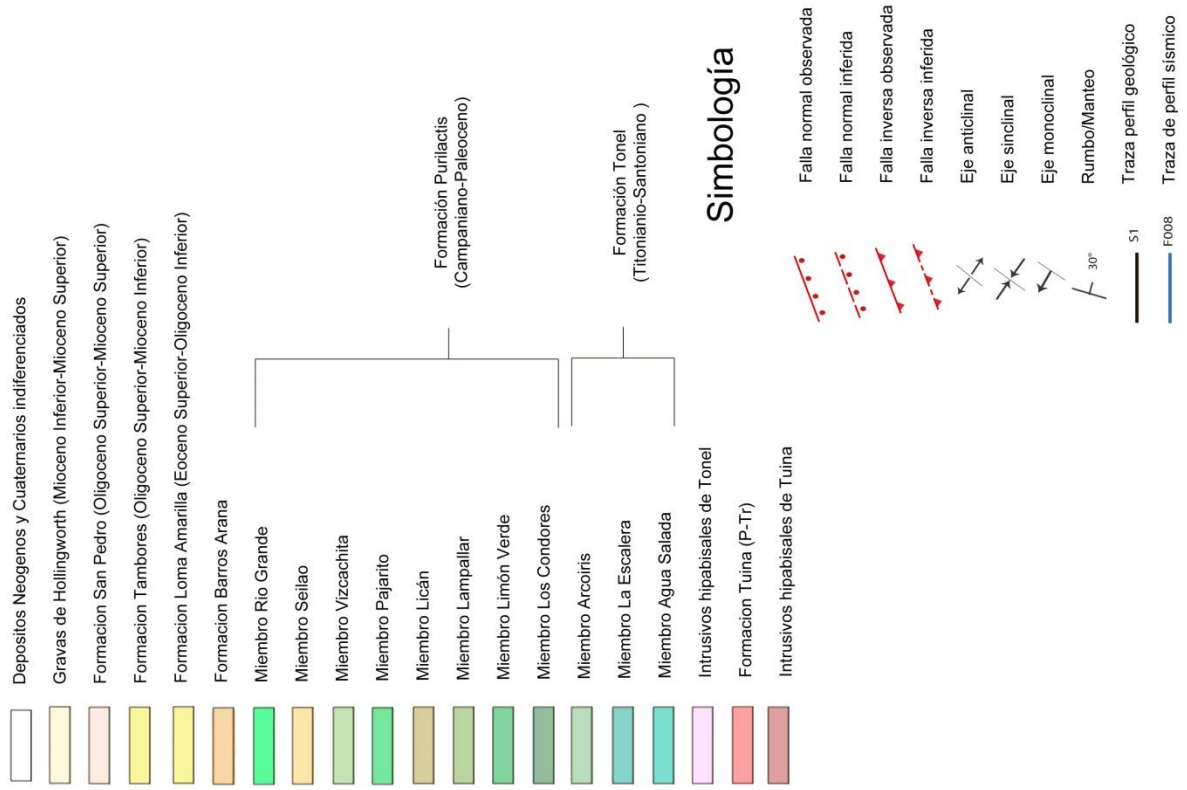 Depositos Neogenos y Cuaternarios indiferenciados
Gravas de Hollingworth (Mioceno Inferior-Mioceno Superior)
Formacion San Pedro (Oligoceno Superior-Mioceno Superior)
Formacion Tambores (Oligoceno Superior-Mioceno Inferior)
Formacion Loma Amarilla (Eoceno Superior-Oligoceno Inferior)
Formacion Barros Arana
Miembro Rio Grande
Miembro Seilao
Miembro Vizcachita
Miembro Pajarito
Miembro Licán
Miembro Lampallar
Miembro Limón Verde
Miembro Los Condores
Miembro Arcoiris
Miembro La Escalera
Miembro Agua Salada
Intrusivos hipabisales de Tonel
Formacion Tuina (P-Tr)
Intrusivos hipabisales de Tuina
Formación Purilactis
(Campaniano-Paleoceno)
Formación Tonel
(Titonianio-Santoniano )
Simbología
Falla normal observada
Falla normal inferida
Falla inversa observada
Falla inversa inferida
Eje anticlinal
Eje sinclinal
Eje monoclinal
30°
Rumbo/Manteo
S1
Traza perfil geológico
F008
Traza de perfil sísmico